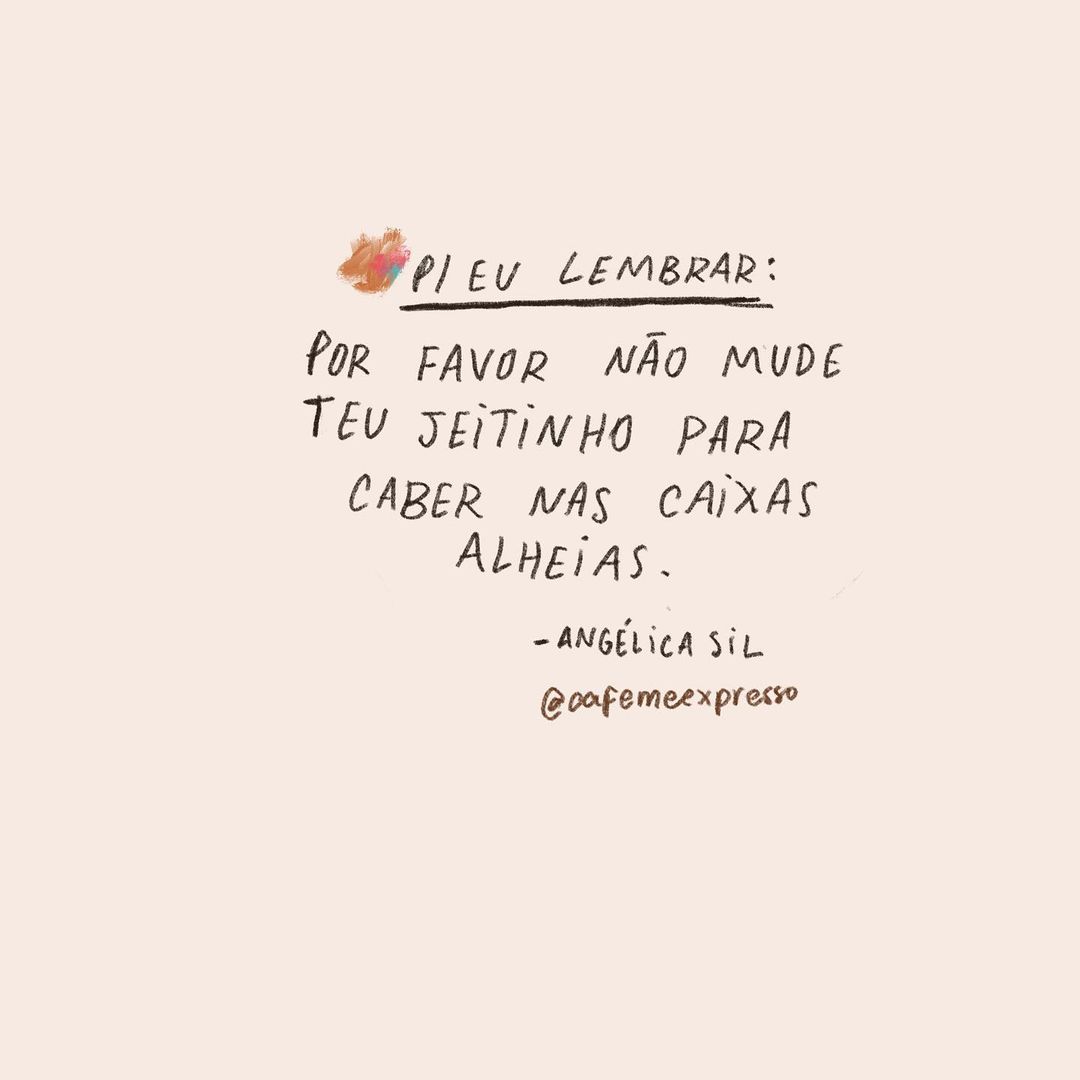 P/ EU LEMBRAR:
POR FAVOR NÃO MUDE
TEU JEITINHO PARA
CABER NAS CAIXAS
ALHEIAS.
-ANGÉLICA SIL
@cafemeexpresso